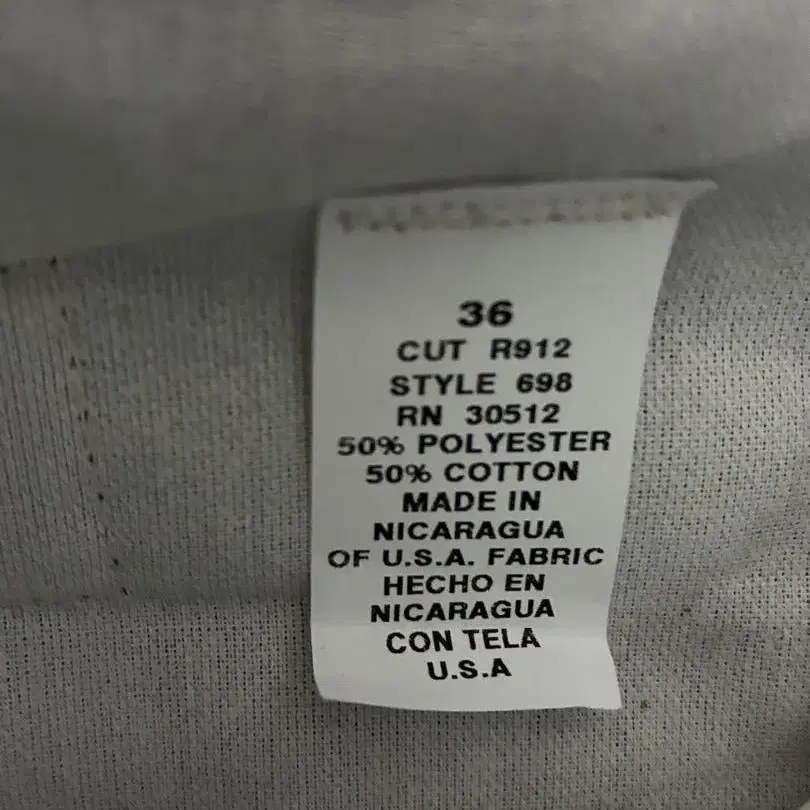 36
CUT R912
STYLE 698
RN 30512
50% POLYESTER
50% COTTON
MADE IN
NICARAGUA
OF U.S.A. FABRIC
HECHO EN
NICARAGUA
CON TELA
U.S.A